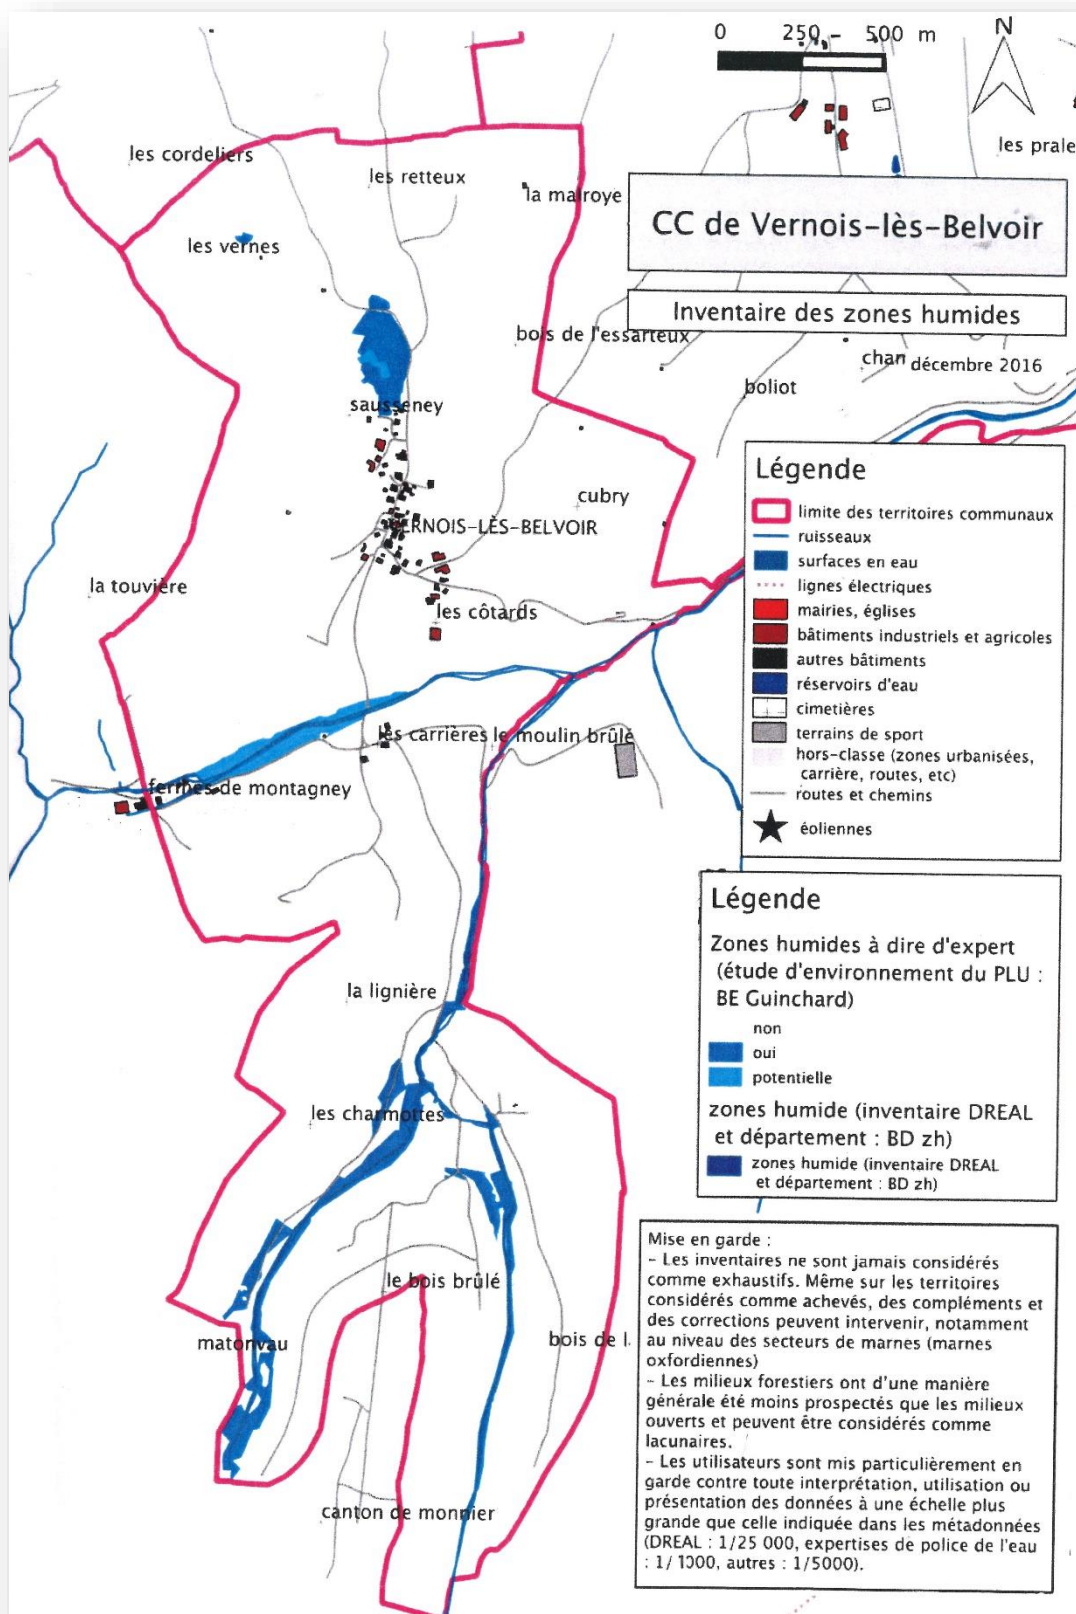 0 250 - 500 m
N
les cordeliers
les retteux
la malroye
les prale
CC de Vernois-lès-Belvoir
les vernes
Inventaire des zones humides
bois de l'essarteux
chan
décembre 2016
boliot
sausseney
cubry
ERNOIS-LÈS-BELVOIR
la touvière
les côtards
les carrières
le moulin brûlé
fermes de montagney
la lignière
les charmottes
le bois brûlé
matonvau
bois de l.
canton de monnier
Légende
limite des territoires communaux
ruisseaux
surfaces en eau
lignes électriques
mairies, églises
bâtiments industriels et agricoles
autres bâtiments
réservoirs d'eau
cimetières
terrains de sport
hors-classe (zones urbanisées,
carrière, routes, etc)
routes et chemins
éoliennes
Légende
Zones humides à dire d'expert
(étude d'environnement du PLU :
BE Guinchard)
non
oui
potentielle
zones humide (inventaire DREAL
et département : BD zh)
zones humide (inventaire DREAL
et département : BD zh)
Mise en garde :
- Les inventaires ne sont jamais considérés
comme exhaustifs. Même sur les territoires
considérés comme achevés, des compléments et
des corrections peuvent intervenir, notamment
au niveau des secteurs de marnes (marnes
oxfordiennes)
- Les milieux forestiers ont d'une manière
générale été moins prospectés que les milieux
ouverts et peuvent être considérés comme
lacunaires.
- Les utilisateurs sont mis particulièrement en
garde contre toute interprétation, utilisation ou
présentation des données à une échelle plus
grande que celle indiquée dans les métadonnées
(DREAL : 1/25 000, expertises de police de l'eau
: 1/ 1000, autres : 1/5000).